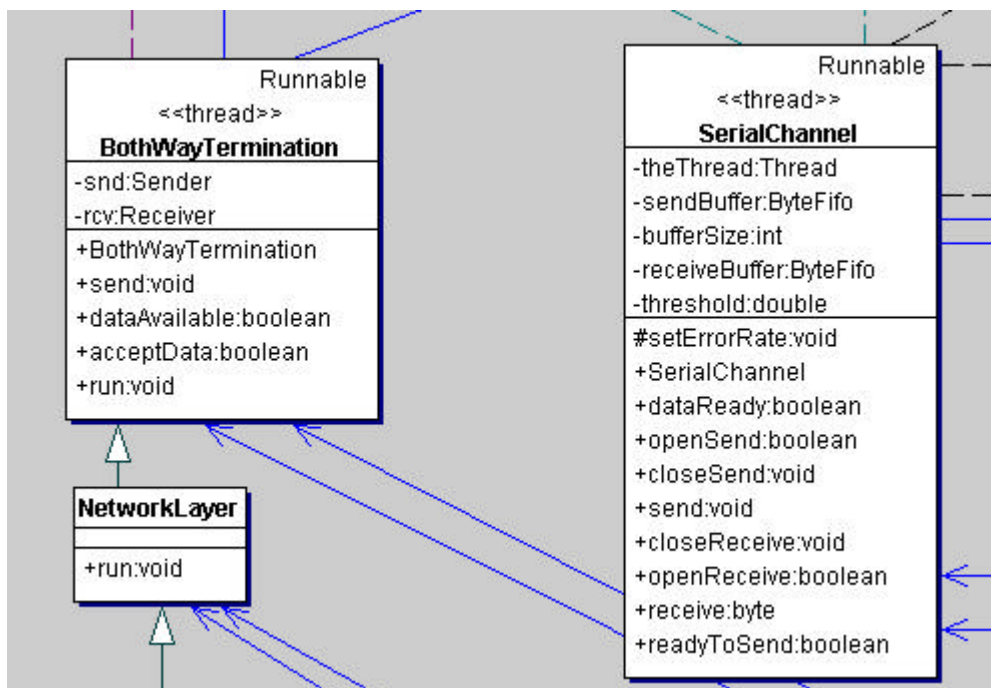 Runnable
<<thread>>
BothWayTermination
-snd:Sender
-rcv:Receiver
+BothWayTermination
+send:void
+dataAvailable:boolean
+acceptData:boolean
+run:void
NetworkLayer
+run:void
Runnable
<<thread>>
SerialChannel
-theThread:Thread
-sendBuffer:ByteFifo
-bufferSize:int
-receiveBuffer:ByteFifo
-threshold:double
#setErrorRate:void
+SerialChannel
+dataReady:boolean
+openSend:boolean
+closeSend:void
+send:void
+closeReceive:void
+openReceive:boolean
+receive:byte
+readyToSend:boolean